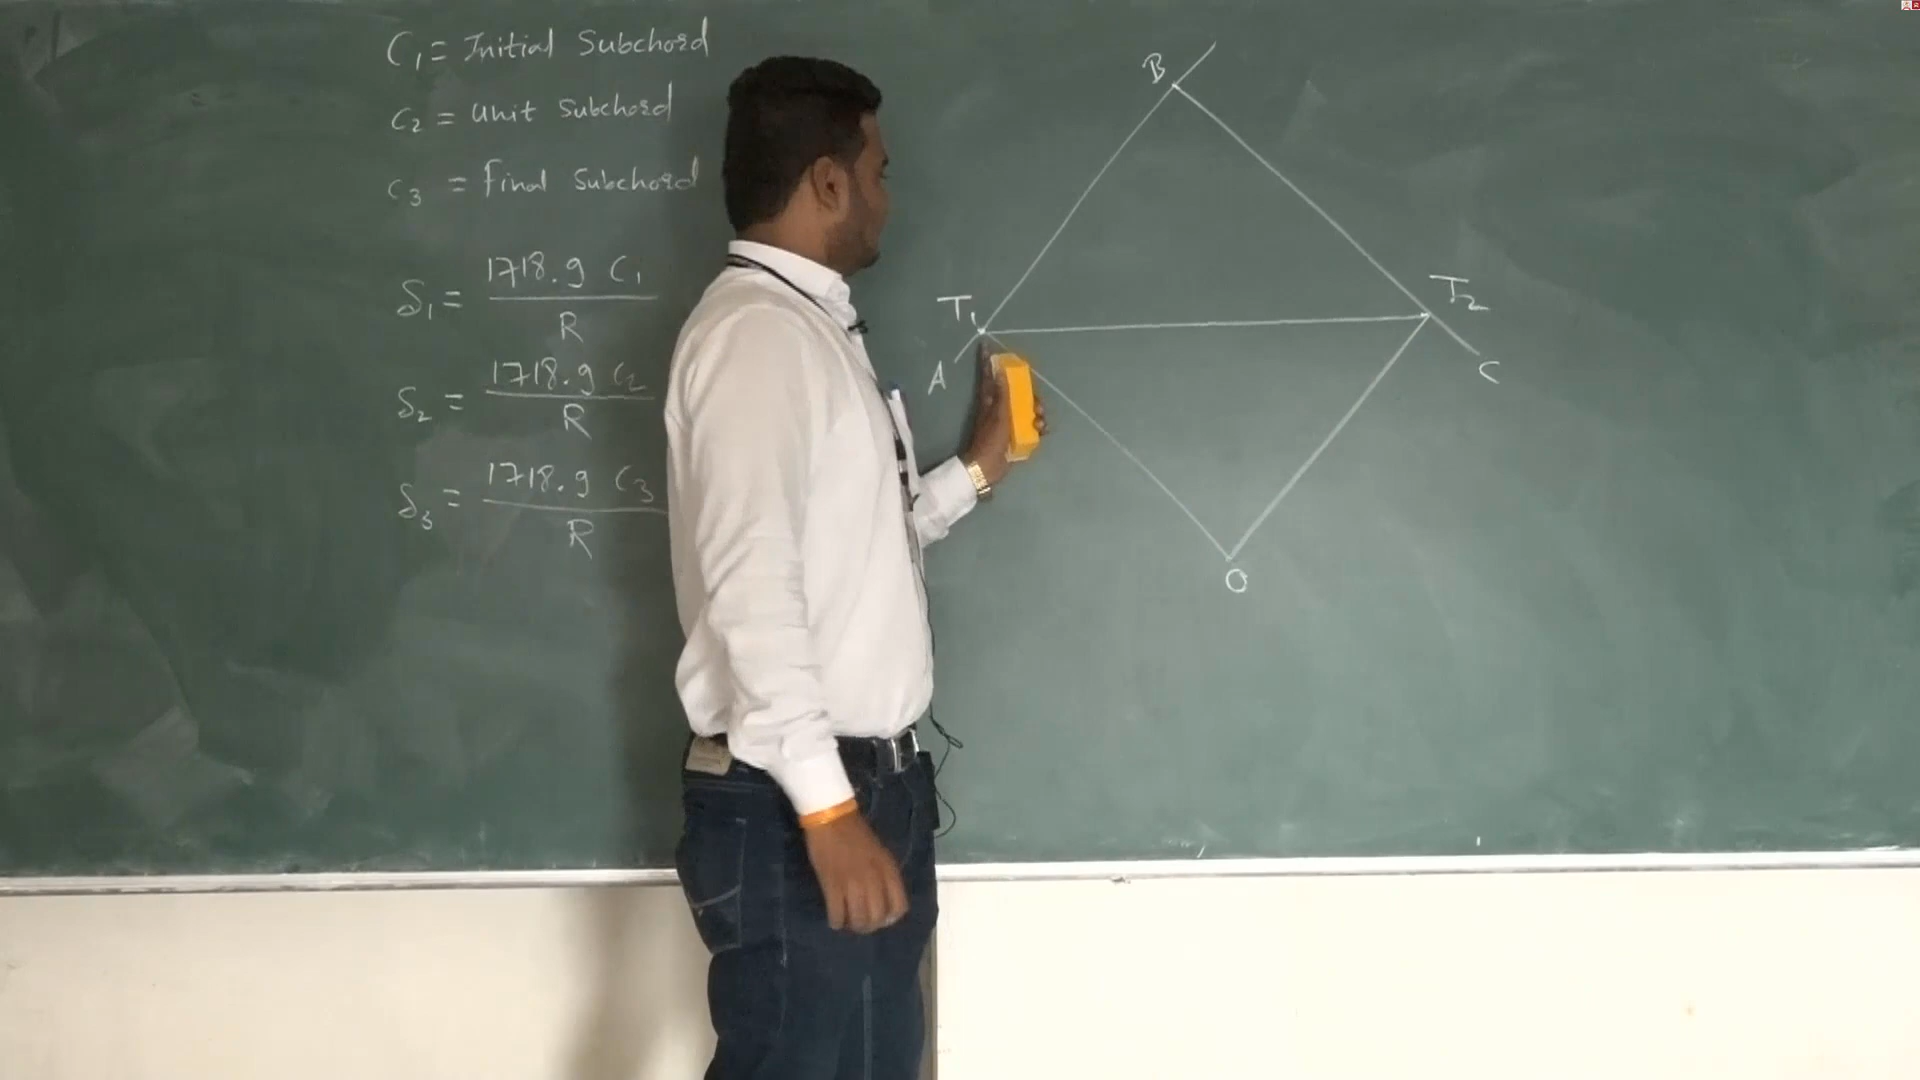 C₁ = Initial Subchord
C₂ = Unit Subchord
C₃ = Final Subchord
δ₁ = 1718.9 C₁
R
δ₂ = 1718.9 C₂
R
δ₃ = 1718.9 C₃
R
B
T₁
T₂
A
C
O